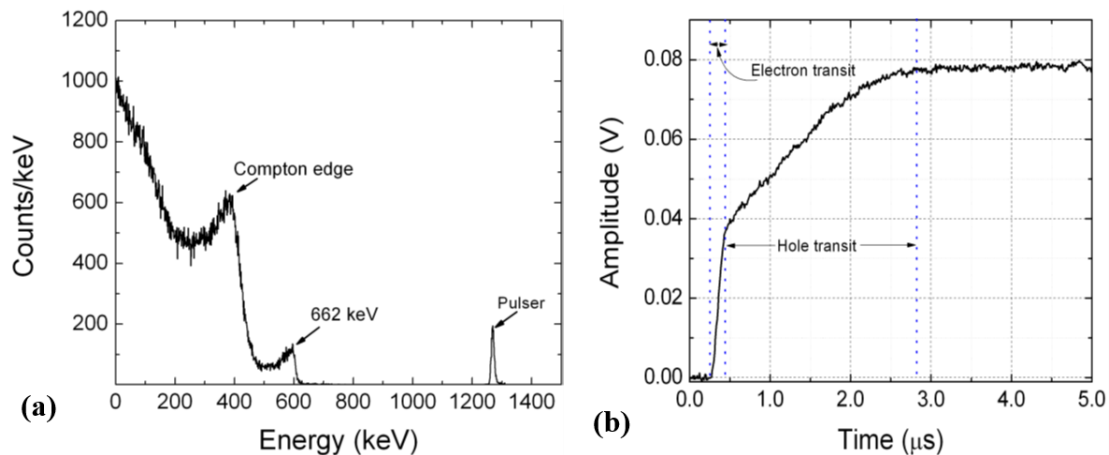 1200
1000
800
600
400
200
Counts/keV
Compton edge
662 keV
Pulser
0 200 400 600 800 1000 1200 1400
Energy (keV)
(a)
0.08
0.06
0.04
0.02
0.00
Amplitude (V)
Electron transit
Hole transit
0.0 1.0 2.0 3.0 4.0 5.0
Time (μs)
(b)